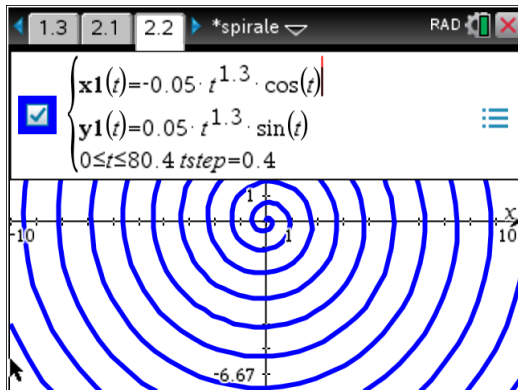 1.3 2.1 2.2 *spirale RAD
x1(t)=-0.05·t^1.3·cos(t)
y1(t)=0.05·t^1.3·sin(t)
0≤t≤80.4 tstep=0.4
1
x
-10 1 10
-6.67